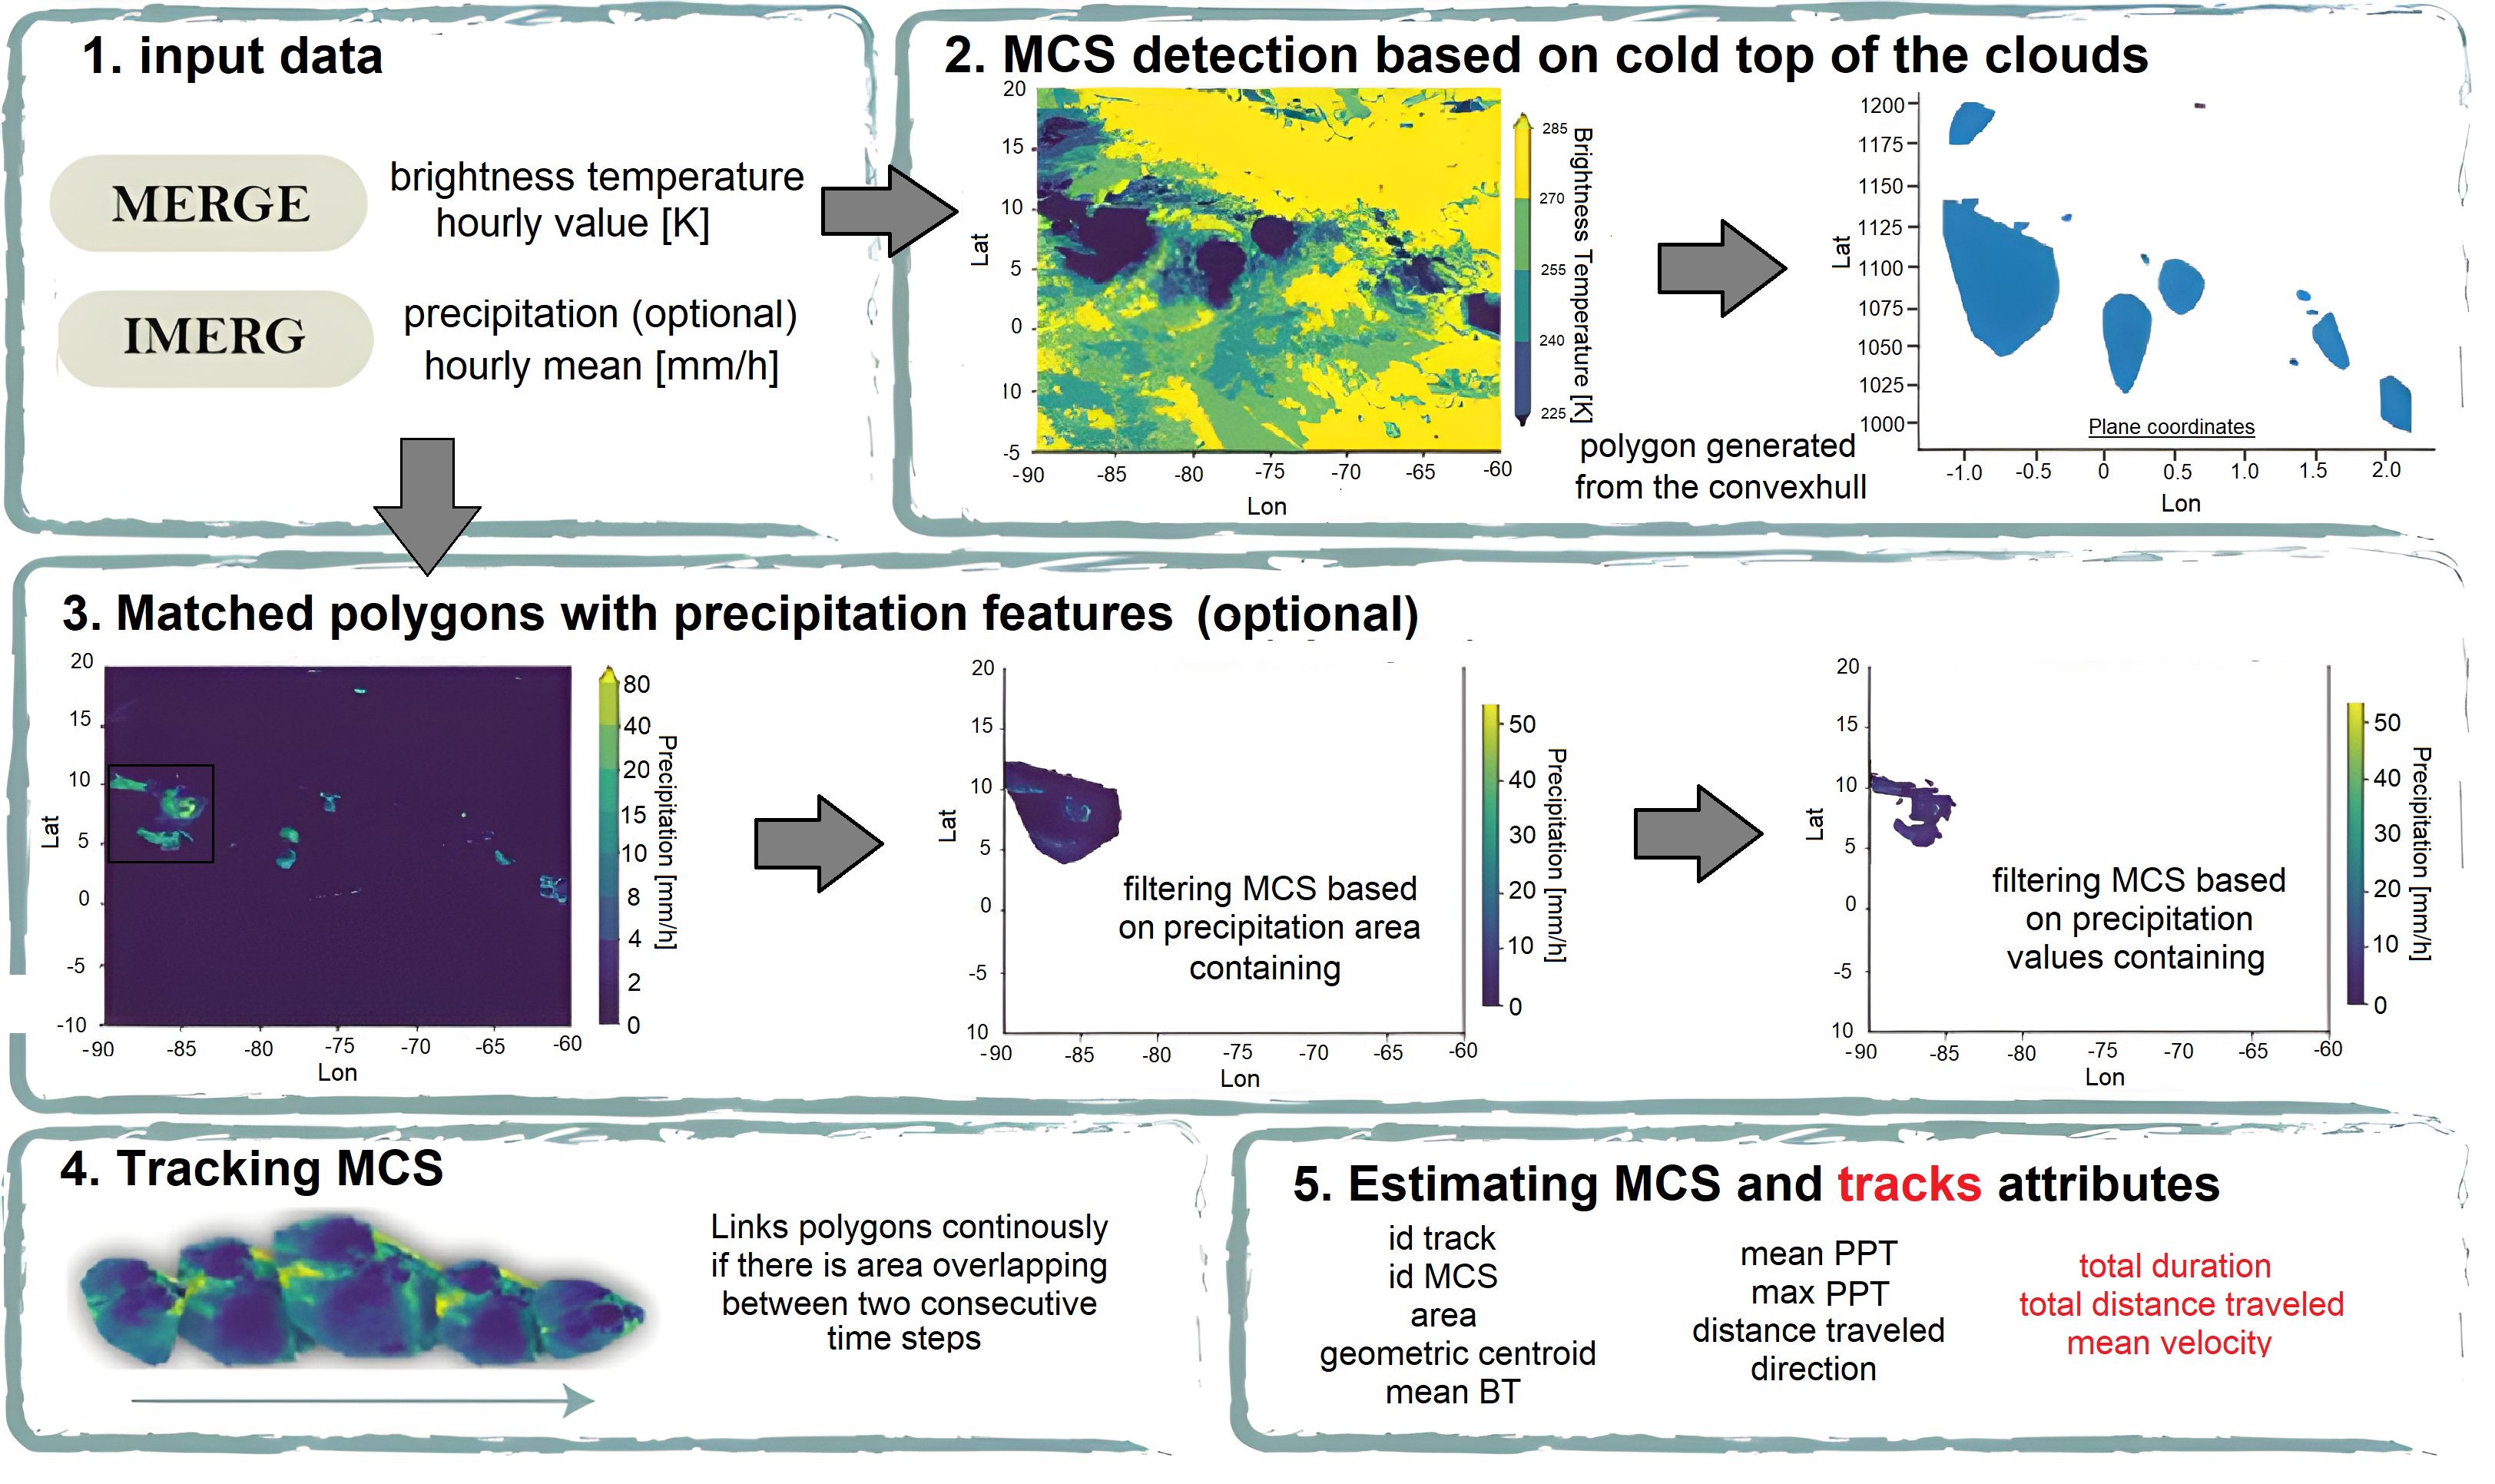 1. input data
MERGE
brightness temperature
hourly value [K]
IMERG
precipitation (optional)
hourly mean [mm/h]
2. MCS detection based on cold top of the clouds
20
15
10
5
0
10
-5
Lat
-90
-85
-80
-75
-70
-65
-60
Lon
285
270
255
240
225
Brightness Temperature [K]
polygon generated
from the convexhull
1200
1175
1150
1125
1100
1075
1050
1025
1000
Lat
Plane coordinates
-1.0
-0.5
0
0.5
1.0
1.5
2.0
Lon
3. Matched polygons with precipitation features (optional)
20
15
10
5
0
-5
-10
Lat
-90
-85
-80
-75
-70
-65
-60
Lon
80
40
20
15
10
8
4
2
0
Precipitation [mm/h]
20
15
10
5
0
-5
10
Lat
-90
-85
-80
-75
-70
-65
-60
Lon
filtering MCS based
on precipitation area
containing
50
40
30
20
10
0
Precipitation [mm/h]
20
15
10
5
0
-5
10
Lat
-90
-85
-80
-75
-70
-65
-60
Lon
filtering MCS based
on precipitation
values containing
50
40
30
20
10
0
Precipitation [mm/h]
4. Tracking MCS
Links polygons continously
if there is area overlapping
between two consecutive
time steps
5. Estimating MCS and tracks attributes
id track
id MCS
area
geometric centroid
mean BT
mean PPT
max PPT
distance traveled
direction
total duration
total distance traveled
mean velocity